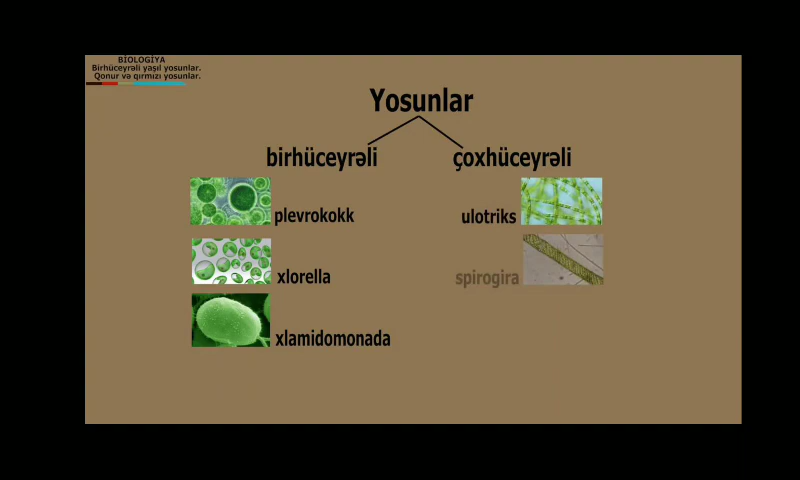 BİOLOGİYA
Birhüceyrəli yaşıl yosunlar.
Qonur və qırmızı yosunlar.
Yosunlar
birhüceyrəli
çoxhüceyrəli
plevrokokk
ulotriks
xlorella
spirogira
xlamidomonada